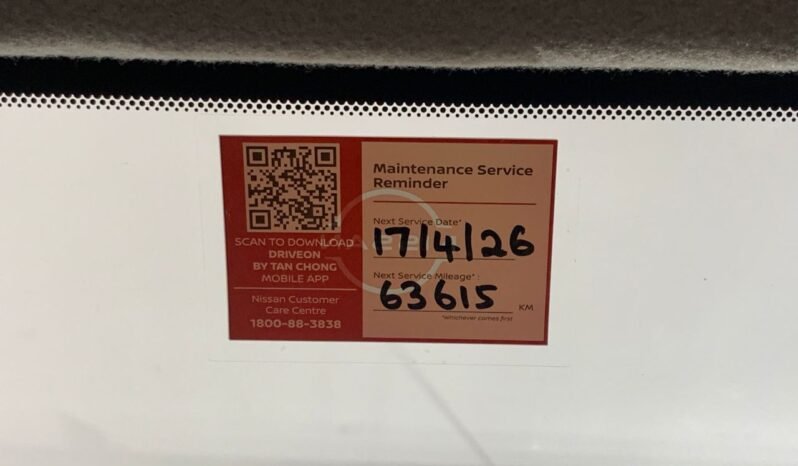 SCAN TO DOWNLOAD
DRIVEON
BY TAN CHONG
MOBILE APP
Nissan Customer
Care Centre
1800-88-3838
Maintenance Service
Reminder
Next Service Date*
17/4/26
Next Service Mileage* :
63615 KM
*whichever comes first